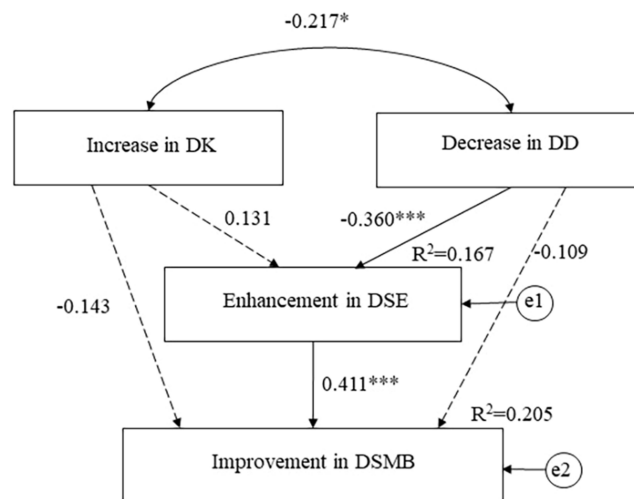 -0.217*
Increase in DK
Decrease in DD
0.131
-0.360***
R²=0.167
-0.109
-0.143
Enhancement in DSE
e1
0.411***
R²=0.205
Improvement in DSMB
e2